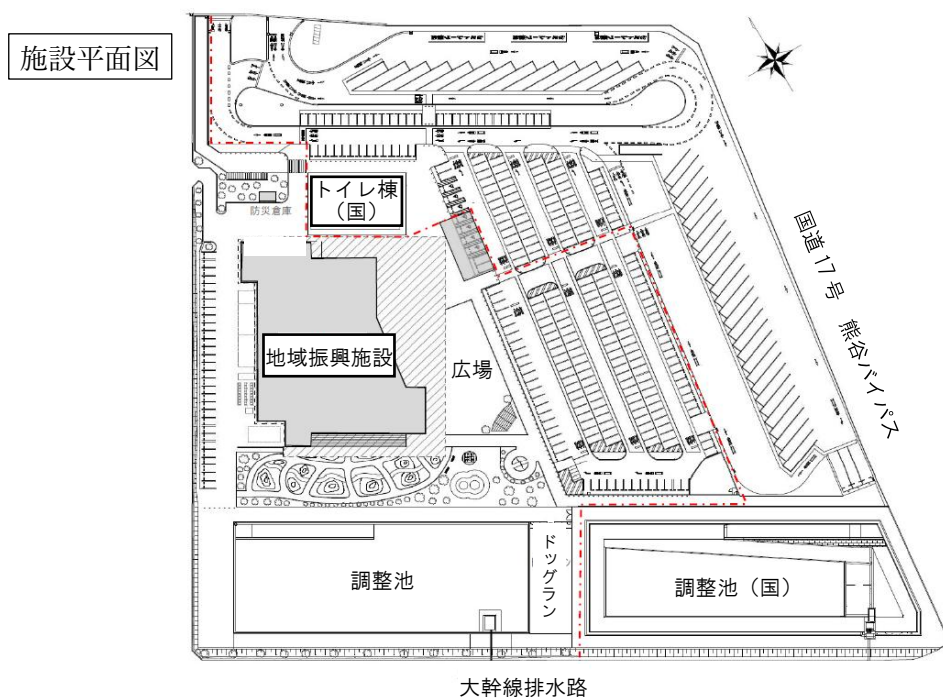 施設平面図
トイレ棟
（国）
防災倉庫
国道17号 熊谷バイパス
地域振興施設
広場
ドッグラン
調整池
調整池（国）
大幹線排水路